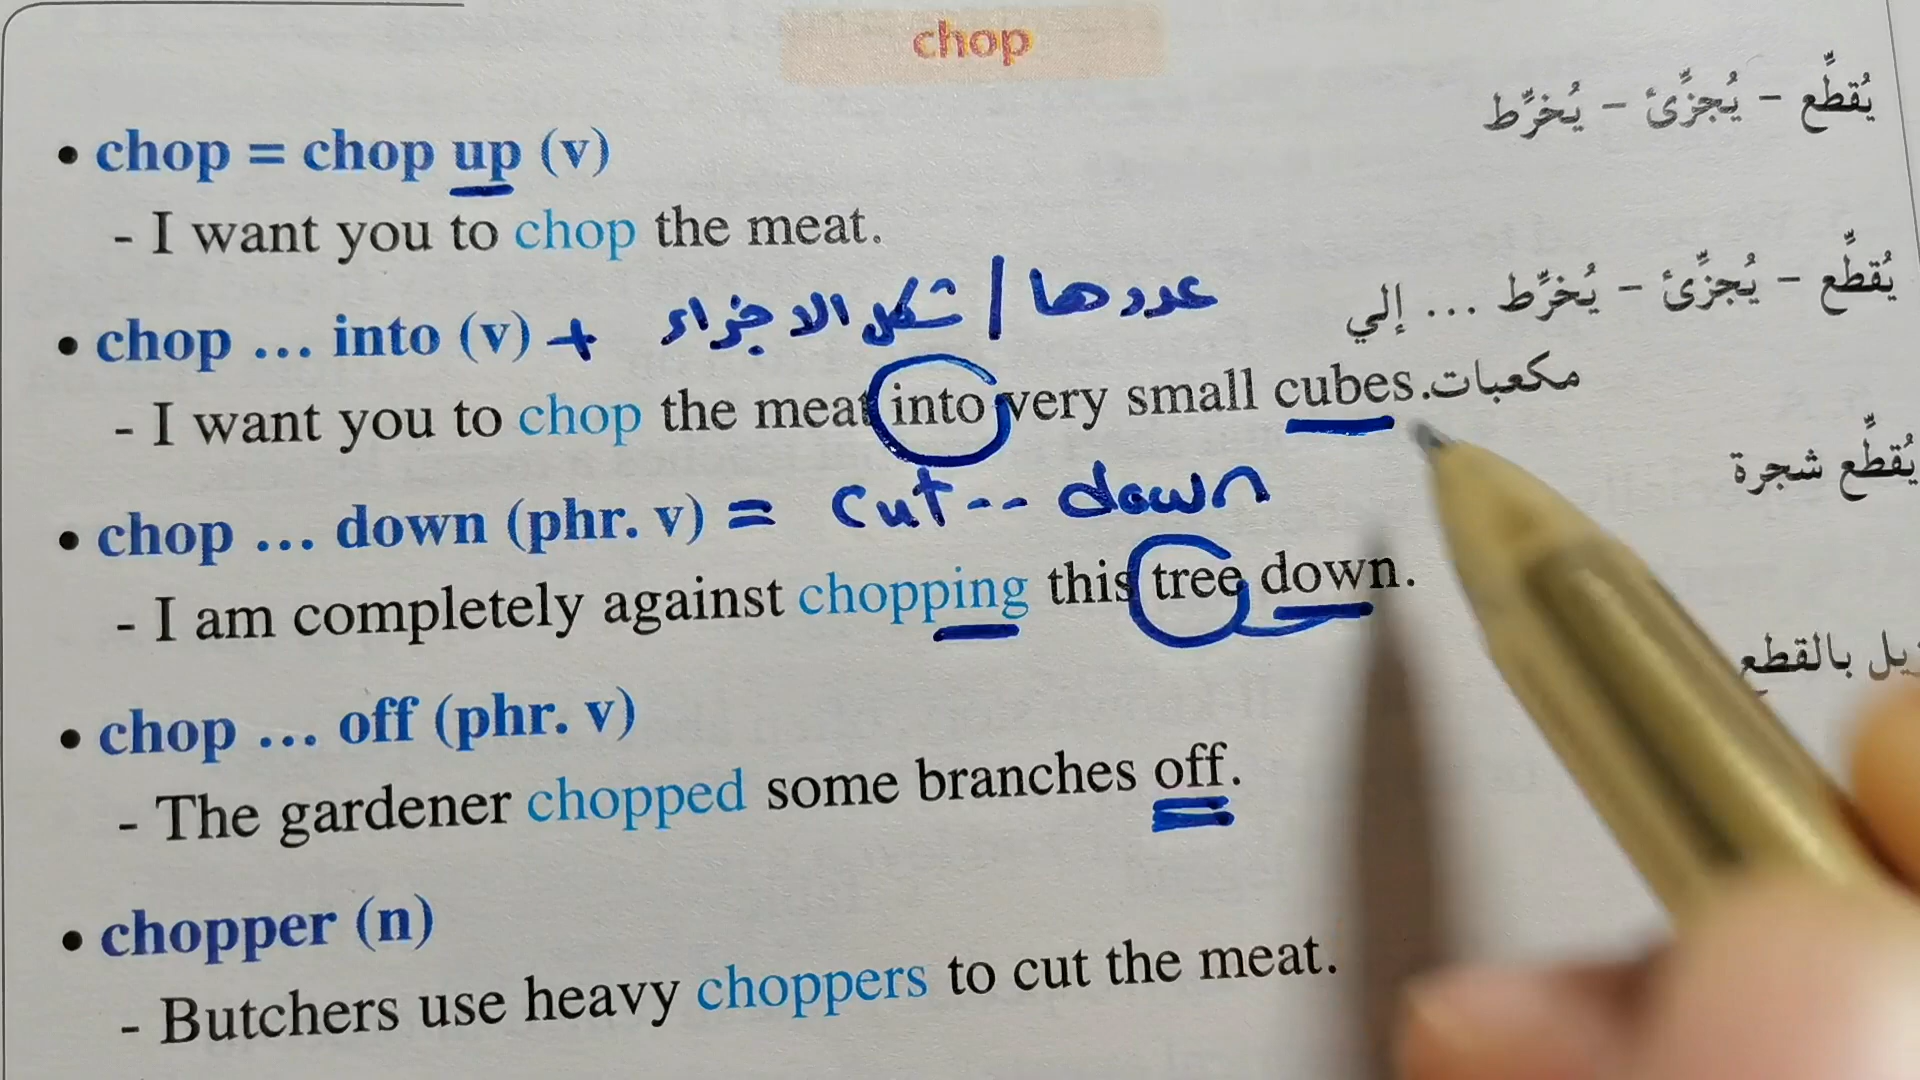 chop
• chop = chop up (v) يُقطِّع – يُجزِّئ – يُخرِّط
- I want you to chop the meat.
• chop ... into (v) + شكل الاجزاء / عددها يُقطِّع – يُجزِّئ – يُخرِّط ... إلي
- I want you to chop the meat into very small cubes. مكعبات
• chop ... down (phr. v) = cut -- down يُقطِّع شجرة
- I am completely against chopping this tree down.
• chop ... off (phr. v) بالقطع
- The gardener chopped some branches off.
• chopper (n)
- Butchers use heavy choppers to cut the meat.